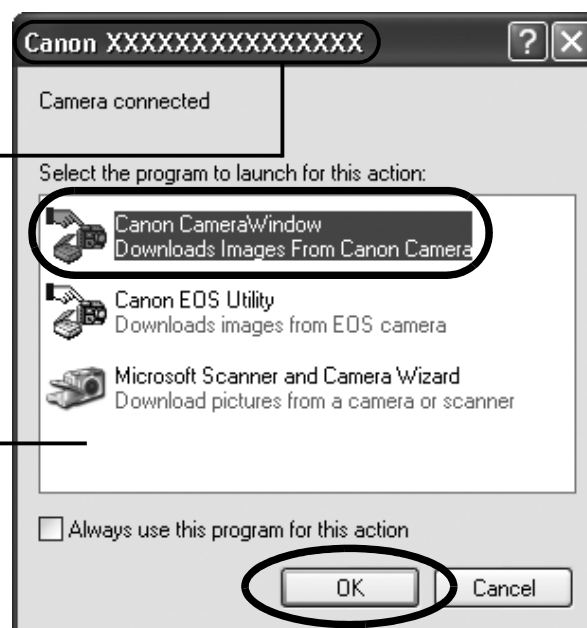 Canon XXXXXXXXXXXXXXX
Camera connected
Select the program to launch for this action:
Canon CameraWindow
Downloads Images From Canon Camera
Canon EOS Utility
Downloads images from EOS camera
Microsoft Scanner and Camera Wizard
Download pictures from a camera or scanner
Always use this program for this action
OK
Cancel